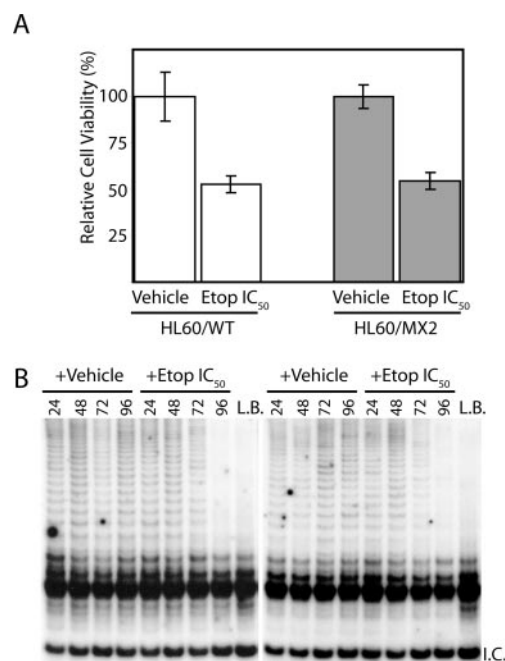 A
Relative Cell Viability (%)
100
75
50
25
Vehicle Etop IC50 Vehicle Etop IC50
HL60/WT HL60/MX2
B
+Vehicle +Etop IC50 +Vehicle +Etop IC50
24 48 72 96 24 48 72 96 L.B. 24 48 72 96 24 48 72 96 L.B.
I.C.